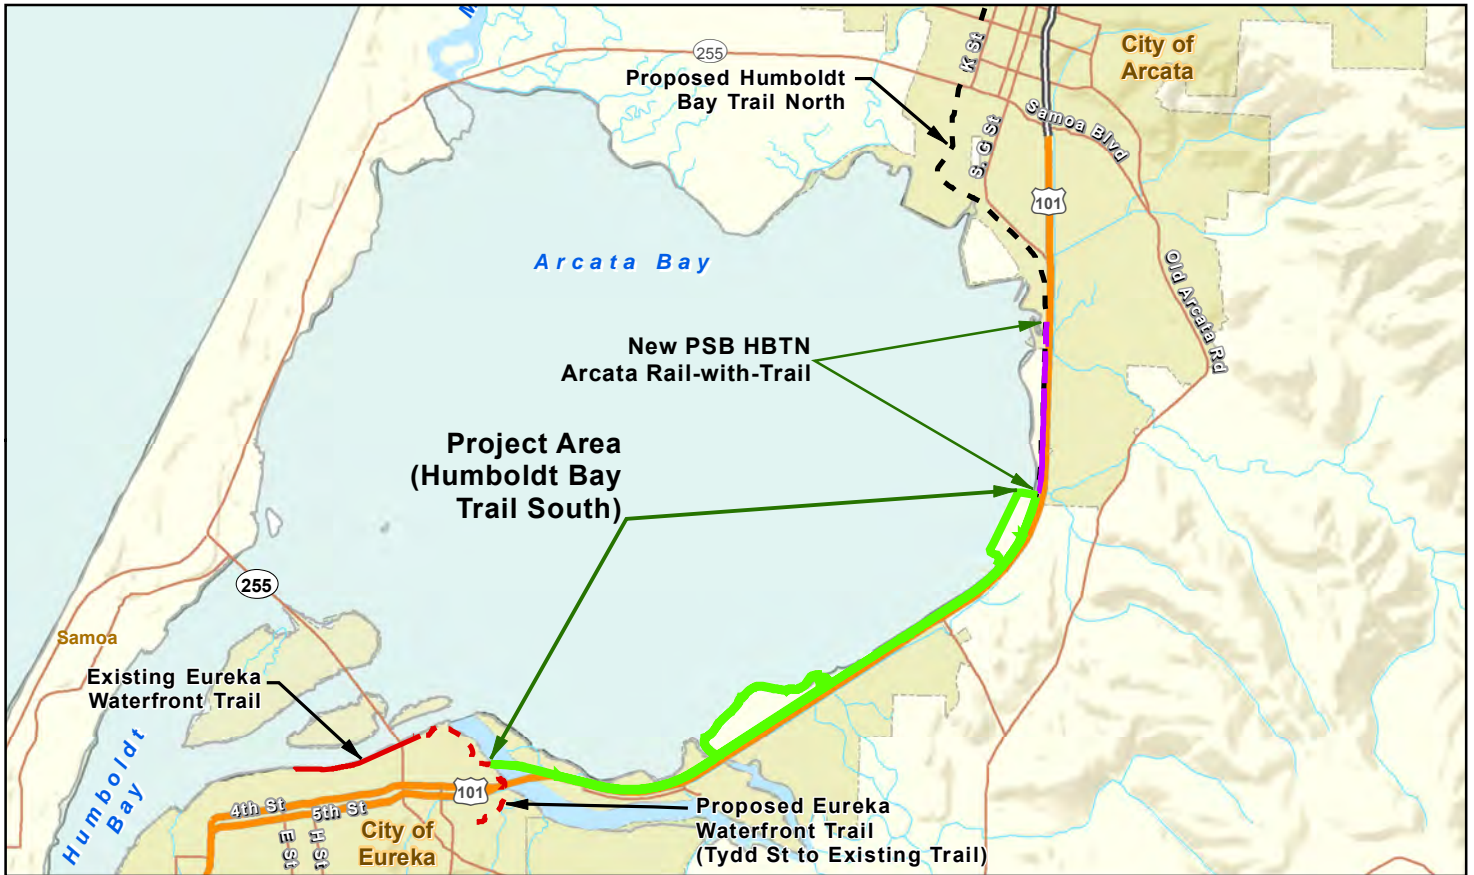 M
255
K St
City of
Arcata
Proposed Humboldt
Bay Trail North
Samoa Blvd
S. G St
101
Arcata Bay
Old Arcata Rd
New PSB HBTN
Arcata Rail-with-Trail
Project Area
(Humboldt Bay
Trail South)
255
Samoa
Existing Eureka
Waterfront Trail
Humboldt
Bay
101
4th St
5th St
E St
H St
City of
Eureka
Proposed Eureka
Waterfront Trail
(Tydd St to Existing Trail)